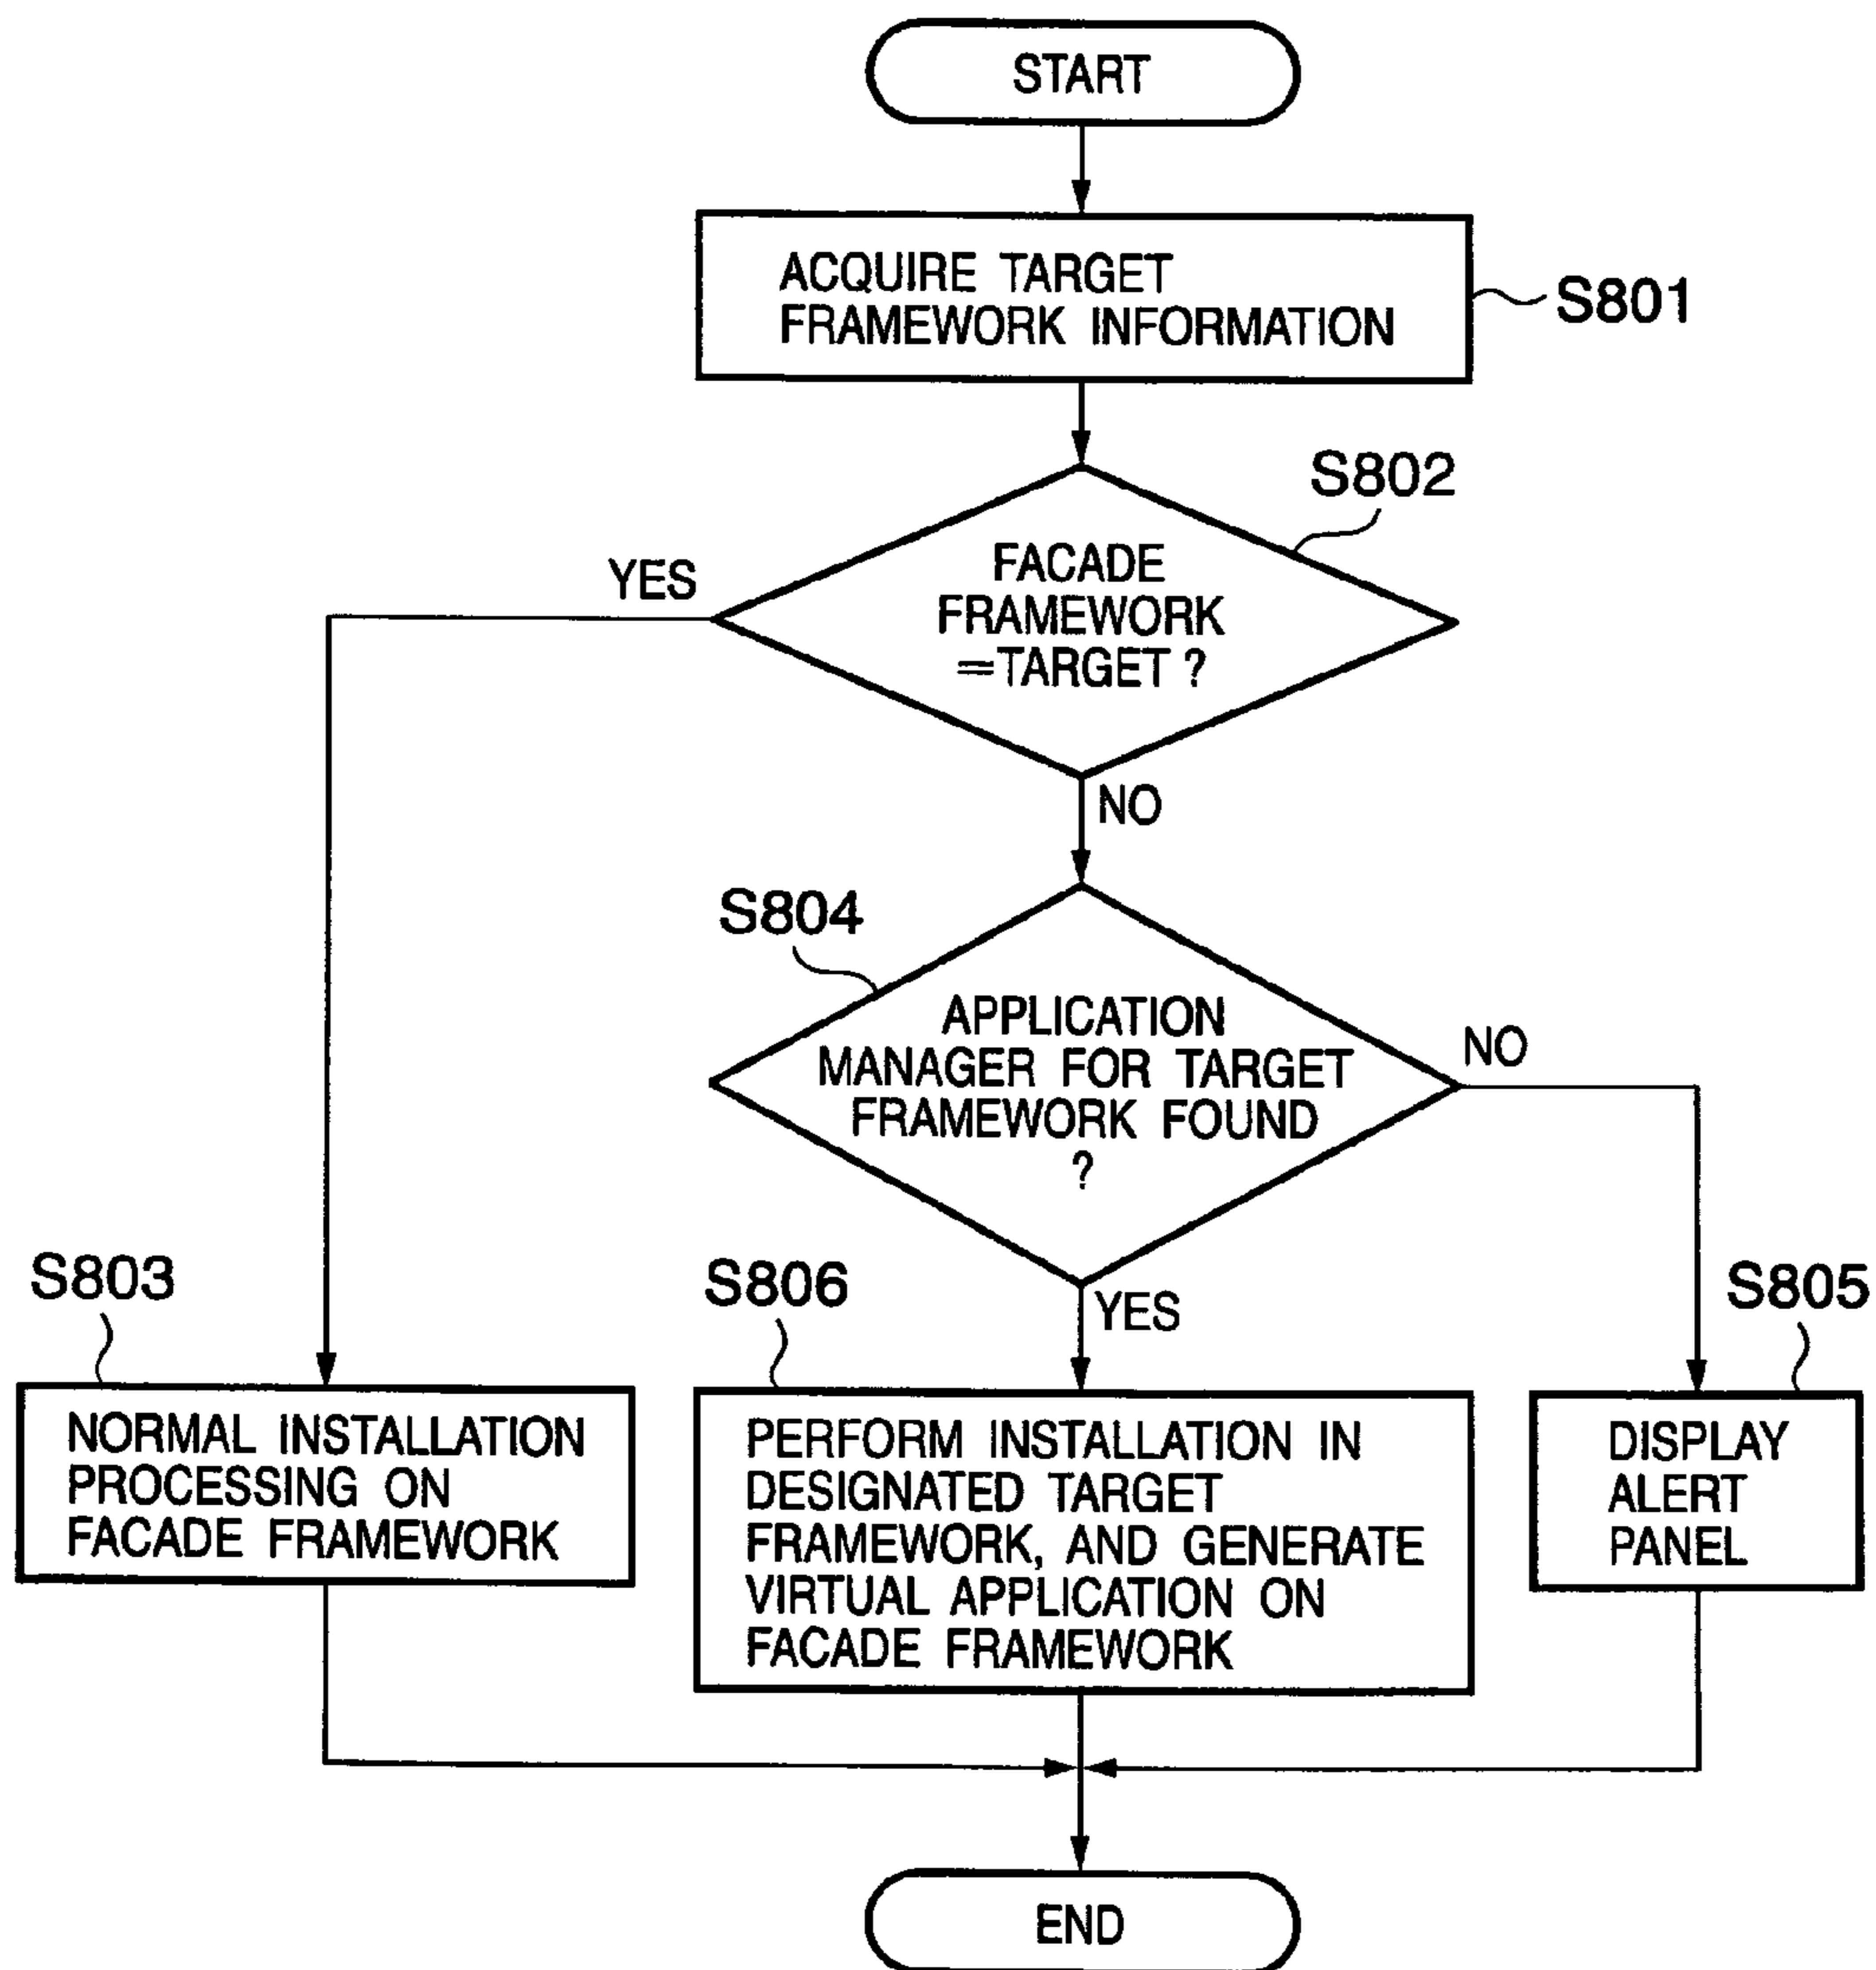 START
ACQUIRE TARGET
FRAMEWORK INFORMATION
S801
S802
FACADE
FRAMEWORK
=TARGET ?
YES
NO
S804
APPLICATION
MANAGER FOR TARGET
FRAMEWORK FOUND
?
NO
YES
S803
NORMAL INSTALLATION
PROCESSING ON
FACADE FRAMEWORK
S806
PERFORM INSTALLATION IN
DESIGNATED TARGET
FRAMEWORK, AND GENERATE
VIRTUAL APPLICATION ON
FACADE FRAMEWORK
S805
DISPLAY
ALERT
PANEL
END